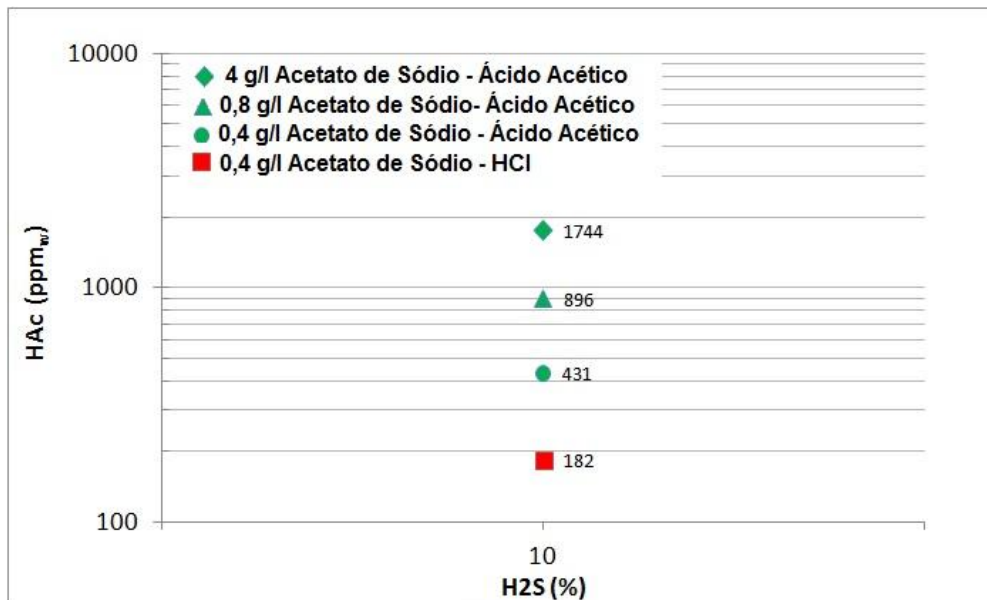 10000
4 g/l Acetato de Sódio - Ácido Acético
0,8 g/l Acetato de Sódio- Ácido Acético
0,4 g/l Acetato de Sódio - Ácido Acético
0,4 g/l Acetato de Sódio - HCl
HAc (ppmw)
1744
1000
896
431
182
100
10
H2S (%)